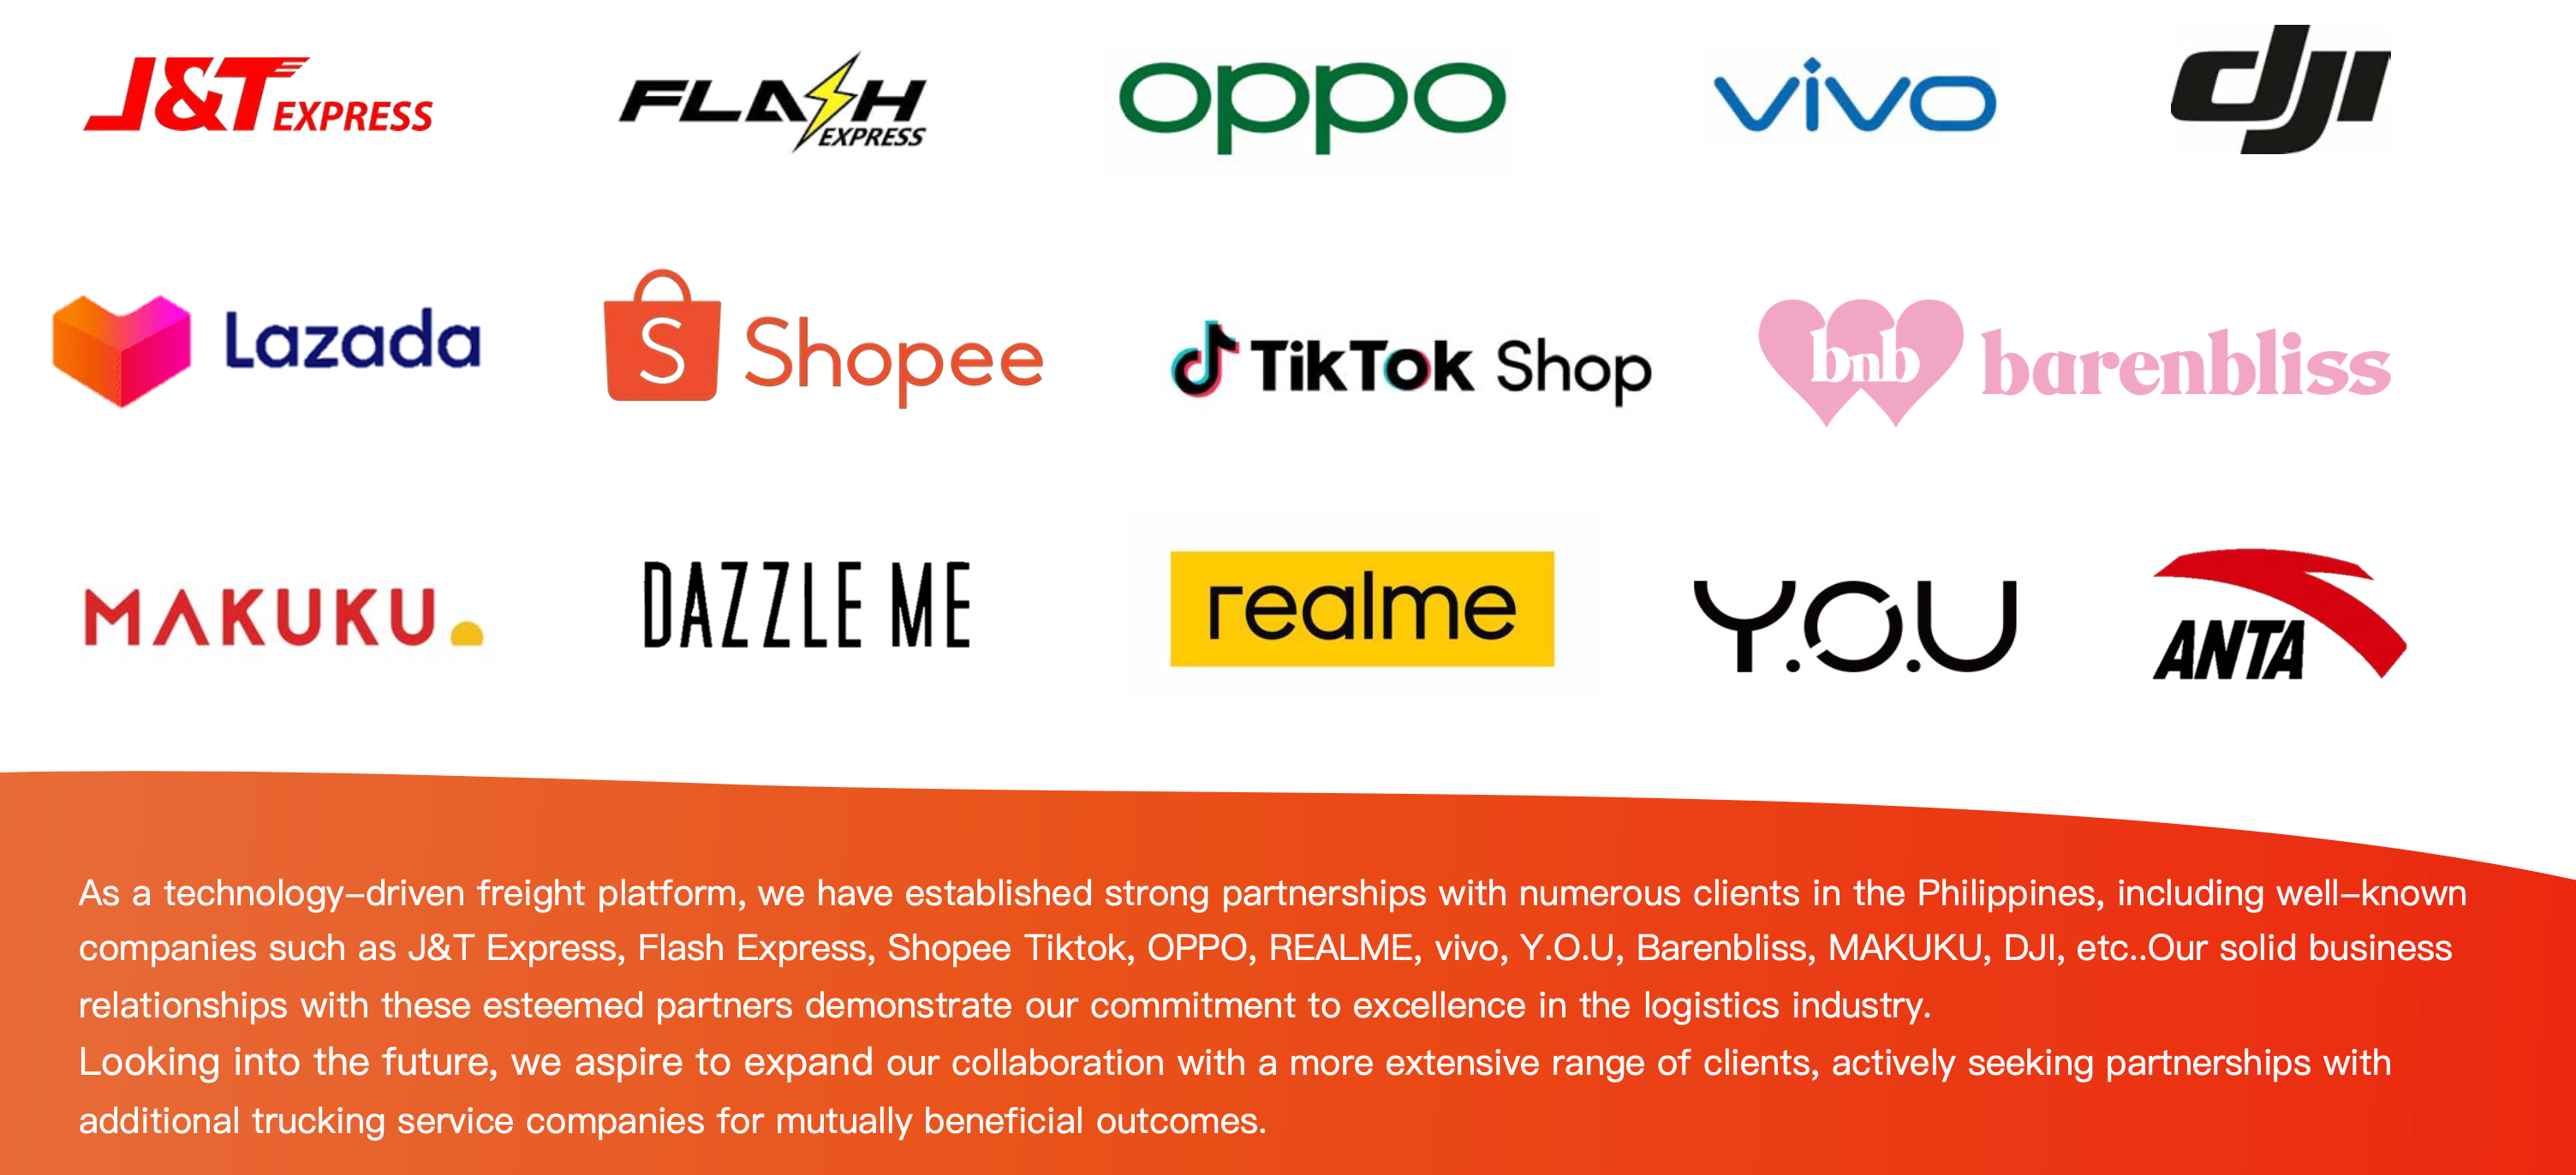 J&T EXPRESS
FLASH EXPRESS
oppo
vivo
dji
Lazada
S Shopee
TikTok Shop
bnb barenbliss
MAKUKU
DAZZLE ME
realme
Y.O.U
ANTA
As a technology-driven freight platform, we have established strong partnerships with numerous clients in the Philippines, including well-known
companies such as J&T Express, Flash Express, Shopee Tiktok, OPPO, REALME, vivo, Y.O.U, Barenbliss, MAKUKU, DJI, etc..Our solid business
relationships with these esteemed partners demonstrate our commitment to excellence in the logistics industry.
Looking into the future, we aspire to expand our collaboration with a more extensive range of clients, actively seeking partnerships with
additional trucking service companies for mutually beneficial outcomes.